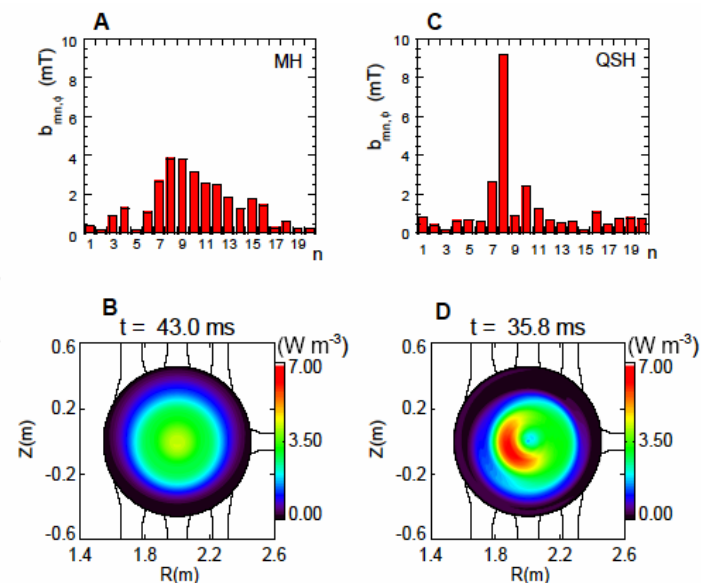 A
MH
b mn,ϕ (mT)
10
8
6
4
2
0
1 3 5 7 9 11 13 15 17 19 n
C
QSH
b mn,ϕ (mT)
10
8
6
4
2
0
1 3 5 7 9 11 13 15 17 19 n
B
t = 43.0 ms
(W m-3)
7.00
3.50
0.00
Z(m)
0.6
0.2
-0.2
-0.6
1.4 1.8 2.2 2.6
R(m)
D
t = 35.8 ms
(W m-3)
7.00
3.50
0.00
Z(m)
0.6
0.2
-0.2
-0.6
1.4 1.8 2.2 2.6
R(m)